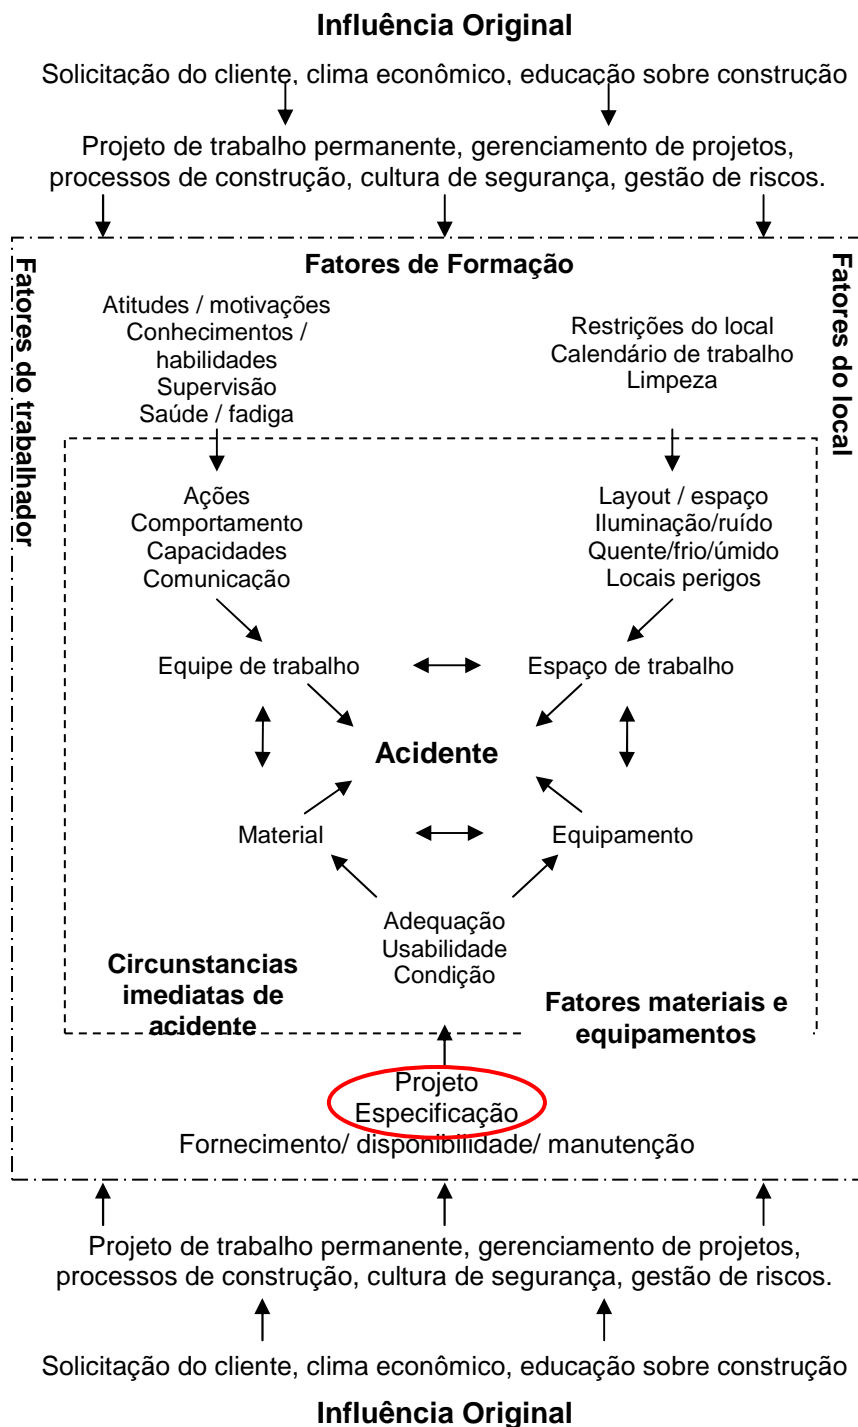 Influência Original
Solicitação do cliente, clima econômico, educação sobre construção
Projeto de trabalho permanente, gerenciamento de projetos,
processos de construção, cultura de segurança, gestão de riscos.
Fatores de Formação
Fatores do trabalhador
Fatores do local
Atitudes / motivações
Conhecimentos /
habilidades
Supervisão
Saúde / fadiga
Restrições do local
Calendário de trabalho
Limpeza
Ações
Comportamento
Capacidades
Comunicação
Layout / espaço
Iluminação/ruído
Quente/frio/úmido
Locais perigos
Equipe de trabalho
Espaço de trabalho
Acidente
Material
Equipamento
Adequação
Usabilidade
Condição
Circunstancias
imediatas de
acidente
Fatores materiais e
equipamentos
Projeto
Especificação
Fornecimento/ disponibilidade/ manutenção
Projeto de trabalho permanente, gerenciamento de projetos,
processos de construção, cultura de segurança, gestão de riscos.
Solicitação do cliente, clima econômico, educação sobre construção
Influência Original